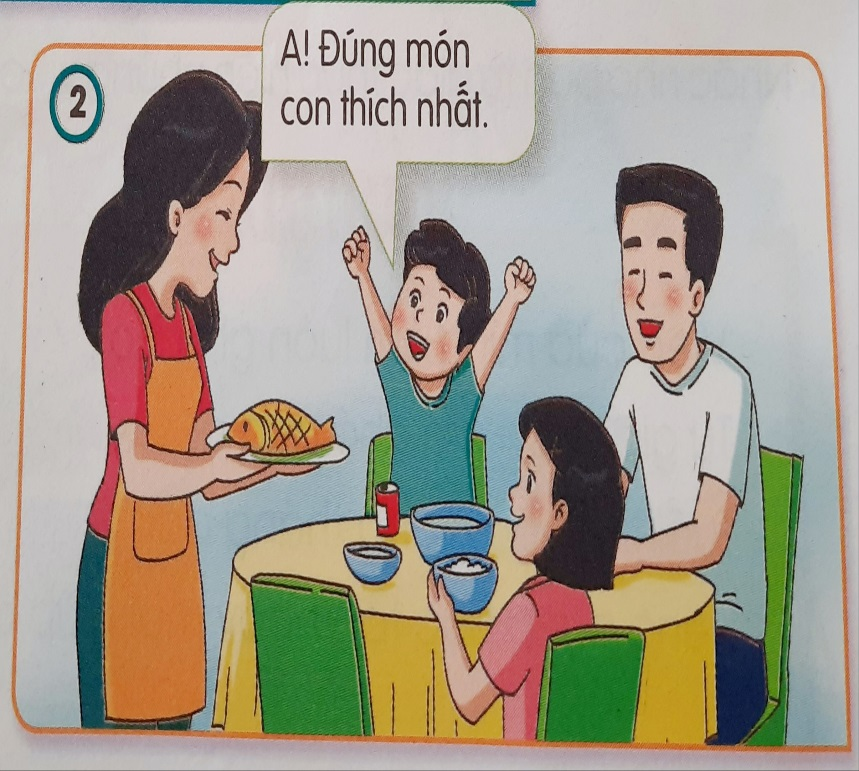 2
A! Đúng món
con thích nhất.